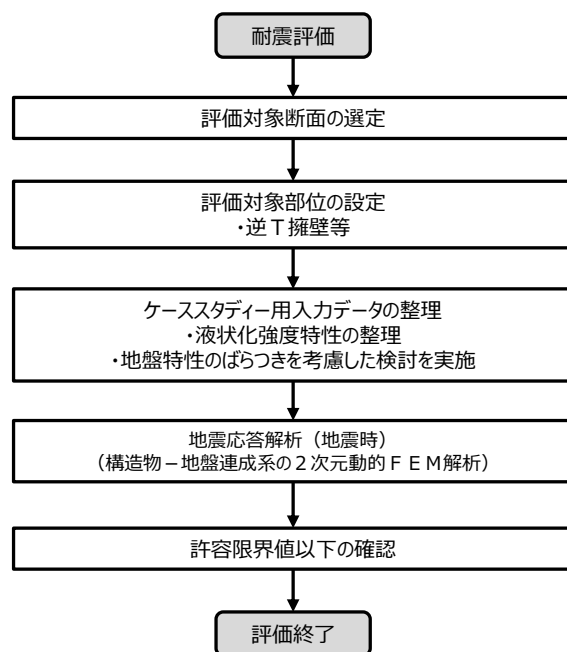 耐震評価
評価対象断面の選定
評価対象部位の設定
・逆T擁壁等
ケーススタディー用入力データの整理
・液状化強度特性の整理
・地盤特性のばらつきを考慮した検討を実施
地震応答解析（地震時）
（構造物－地盤連成系の２次元動的ＦＥＭ解析）
許容限界値以下の確認
評価終了